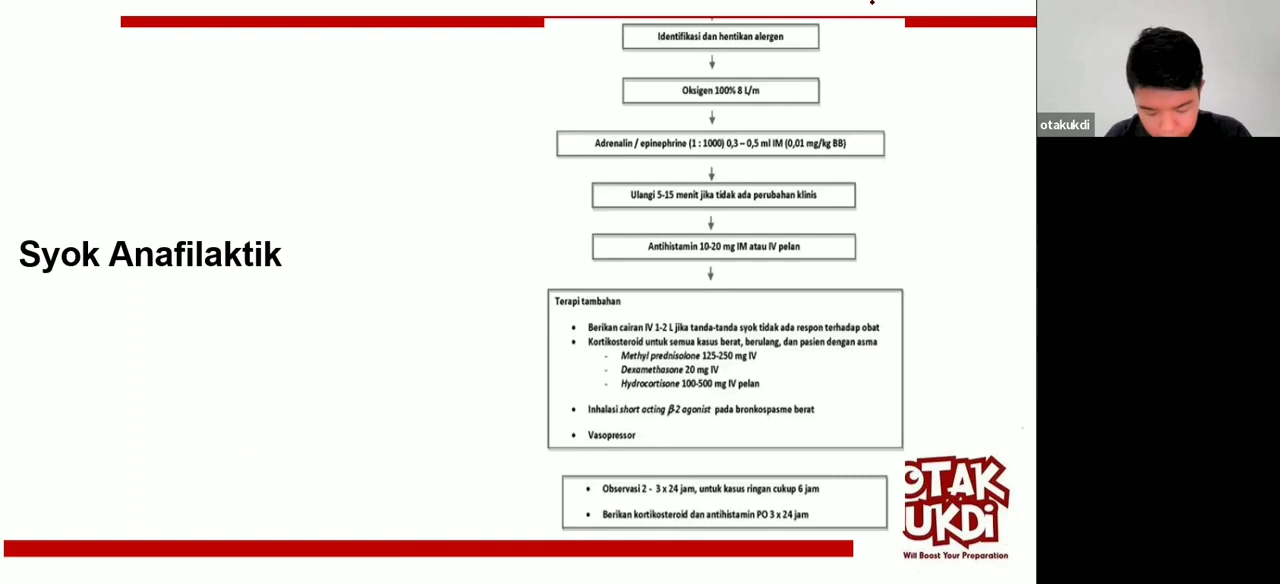 Identifikasi dan hentikan alergen
Oksigen 100% 8 L/m
Adrenalin / epinephrine (1 : 1000) 0,3 – 0,5 ml IM (0,01 mg/kg BB)
Ulangi 5-15 menit jika tidak ada perubahan klinis
Antihistamin 10-20 mg IM atau IV pelan
Syok Anafilaktik
Terapi tambahan
• Berikan cairan IV 1-2 L jika tanda-tanda syok tidak ada respon terhadap obat
• Kortikosteroid untuk semua kasus berat, berulang, dan pasien dengan asma
- Methyl prednisolone 125-250 mg IV
- Dexamethasone 20 mg IV
- Hydrocortisone 100-500 mg IV pelan
• Inhalasi short acting β-2 agonist pada bronkospasme berat
• Vasopressor
• Observasi 2 - 3 x 24 jam, untuk kasus ringan cukup 6 jam
• Berikan kortikosteroid dan antihistamin PO 3 x 24 jam
OTAK
UKDi
Will Boost Your Preparation
otakukdi